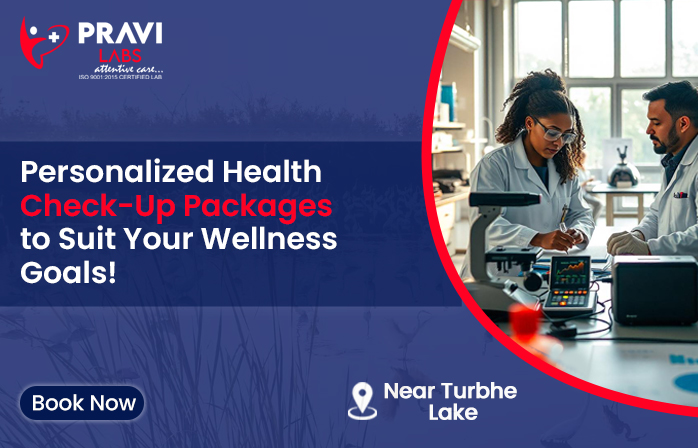 PRAVI
LABS
attentive care...
ISO 9001:2015 CERTIFIED LAB
Personalized Health
Check-Up Packages
to Suit Your Wellness
Goals!
Book Now
Near Turbhe
Lake